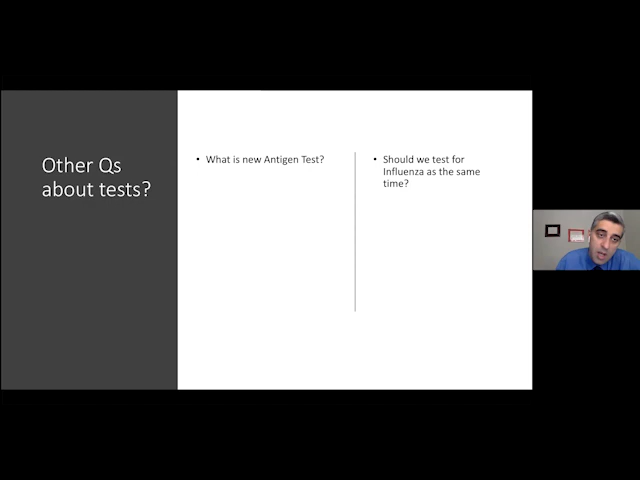 Other Qs
about tests?
• What is new Antigen Test?
• Should we test for
Influenza as the same
time?